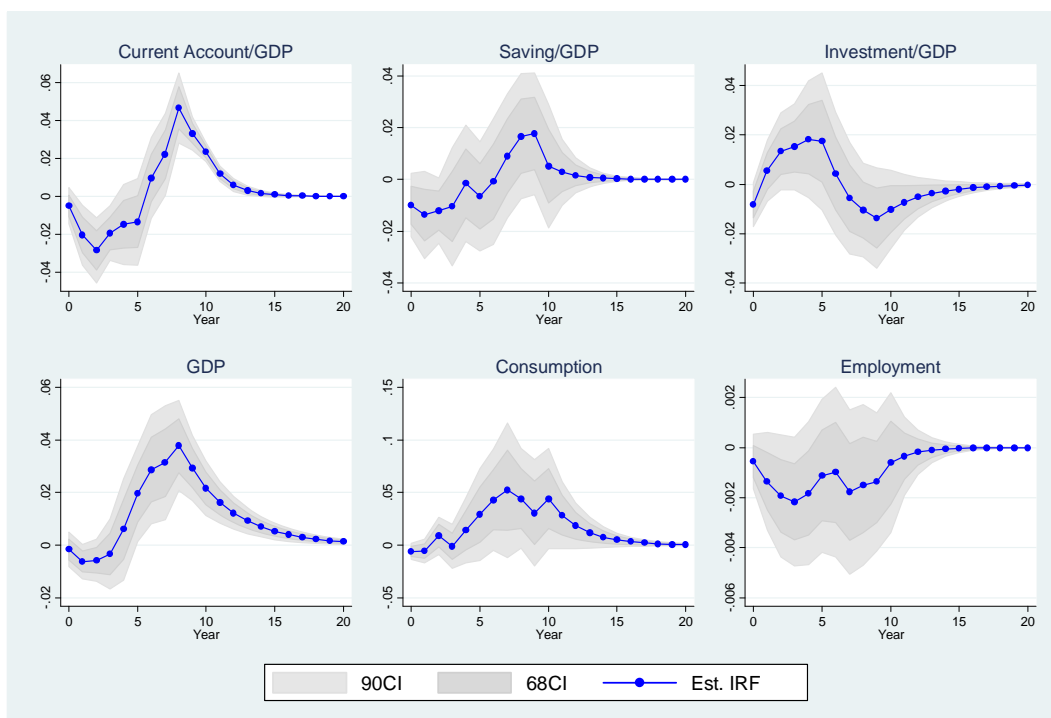 Current Account/GDP Saving/GDP Investment/GDP
.06
.04
.02
0
-.02
-.04
0 5 10 15 20
Year
.04
.02
0
-.02
-.04
0 5 10 15 20
Year
.04
.02
0
-.02
-.04
0 5 10 15 20
Year
GDP Consumption Employment
.06
.04
.02
0
-.02
0 5 10 15 20
Year
.15
.1
.05
0
-.05
0 5 10 15 20
Year
.002
0
-.002
-.004
-.006
0 5 10 15 20
Year
90CI 68CI Est. IRF